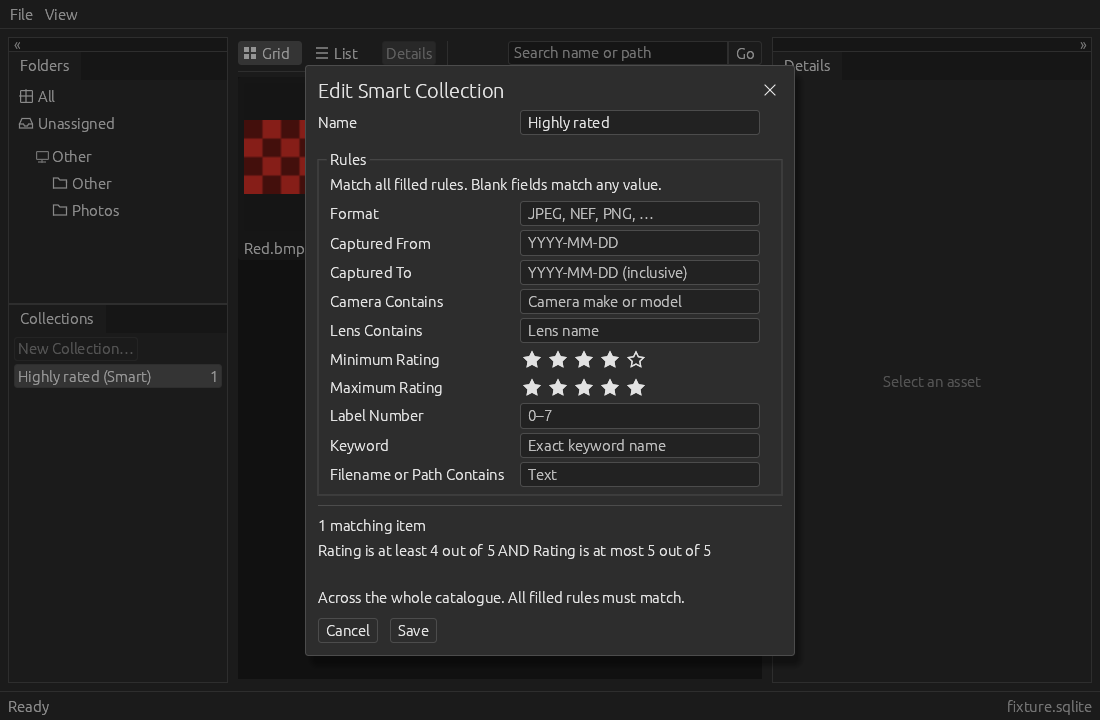 File View
«
Folders
All
Unassigned
Other
Other
Photos
Collections
New Collection...
Highly rated (Smart) 1
Grid List Details Search name or path Go
Red.bmp
»
Details
Select an asset
Edit Smart Collection
Name Highly rated
Rules
Match all filled rules. Blank fields match any value.
Format JPEG, NEF, PNG, ...
Captured From YYYY-MM-DD
Captured To YYYY-MM-DD (inclusive)
Camera Contains Camera make or model
Lens Contains Lens name
Minimum Rating
Maximum Rating
Label Number 0–7
Keyword Exact keyword name
Filename or Path Contains Text
1 matching item
Rating is at least 4 out of 5 AND Rating is at most 5 out of 5
Across the whole catalogue. All filled rules must match.
Cancel Save
Ready fixture.sqlite